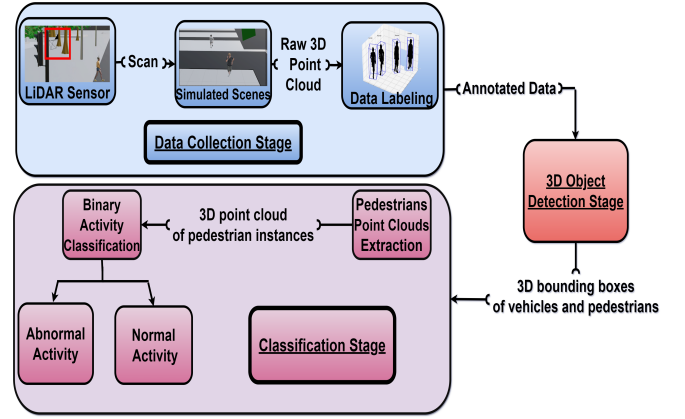 LiDAR Sensor
Scan
Simulated Scenes
Raw 3D
Point
Cloud
Data Labeling
Data Collection Stage
Annotated Data
3D Object
Detection Stage
3D bounding boxes
of vehicles and pedestrians
Pedestrians
Point Clouds
Extraction
3D point cloud
of pedestrian instances
Binary
Activity
Classification
Abnormal
Activity
Normal
Activity
Classification Stage